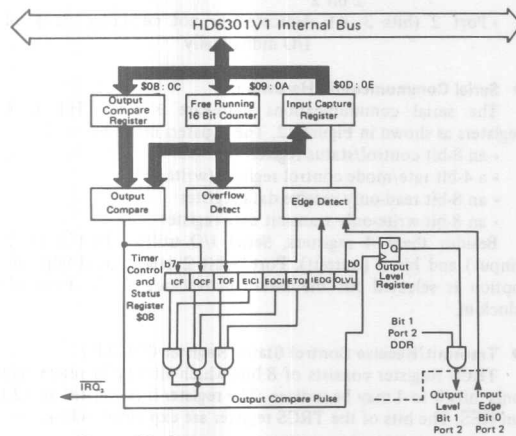 HD6301V1 Internal Bus
$0B : 0C
$09 : 0A
$0D : 0E
Output
Compare
Register
Free Running
16 Bit Counter
Input Capture
Register
Output
Compare
Overflow
Detect
Edge Detect
Timer
Control
and
Status
Register
$08
b7
b0
ICF OCF TOF EICI EOCI ETOI IEDG OLVL
D Q
Output
Level
Register
Bit 1
Port 2
DDR
IRQ2
Output Compare Pulse
Output
Level
Bit 1
Port 2
Input
Edge
Bit 0
Port 2